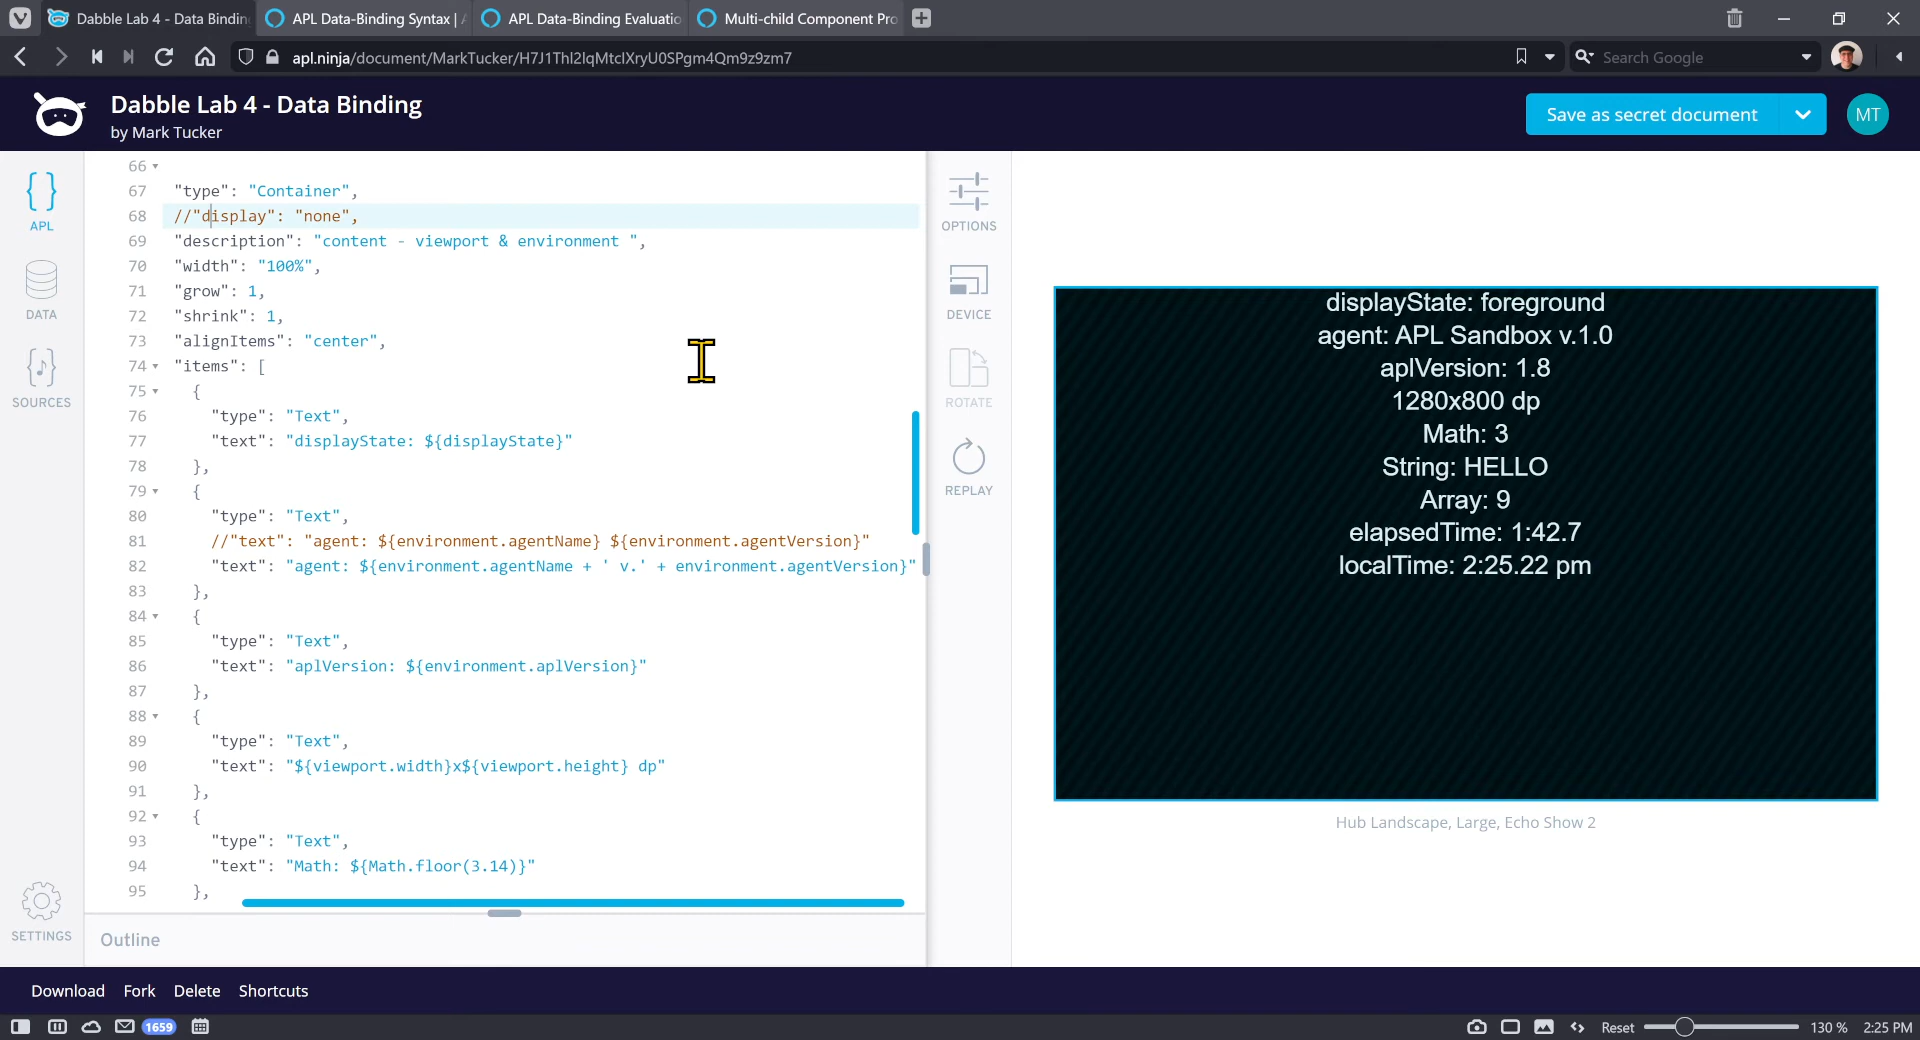 Dabble Lab 4 - Data Bindin
APL Data-Binding Syntax |
APL Data-Binding Evaluatio
Multi-child Component Pro
apl.ninja/document/MarkTucker/H7J1Thl2lqMtclXryU0SPgm4Qm9z9zm7
Search Google
Dabble Lab 4 - Data Binding
by Mark Tucker
Save as secret document
MT
APL
DATA
SOURCES
SETTINGS
66
67 "type": "Container",
68 //"display": "none",
69 "description": "content - viewport & environment ",
70 "width": "100%",
71 "grow": 1,
72 "shrink": 1,
73 "alignItems": "center",
74 "items": [
75 {
76 "type": "Text",
77 "text": "displayState: ${displayState}"
78 },
79 {
80 "type": "Text",
81 //"text": "agent: ${environment.agentName} ${environment.agentVersion}"
82 "text": "agent: ${environment.agentName + ' v.' + environment.agentVersion}"
83 },
84 {
85 "type": "Text",
86 "text": "aplVersion: ${environment.aplVersion}"
87 },
88 {
89 "type": "Text",
90 "text": "${viewport.width}x${viewport.height} dp"
91 },
92 {
93 "type": "Text",
94 "text": "Math: ${Math.floor(3.14)}"
95 },
Outline
OPTIONS
DEVICE
ROTATE
REPLAY
displayState: foreground
agent: APL Sandbox v.1.0
aplVersion: 1.8
1280x800 dp
Math: 3
String: HELLO
Array: 9
elapsedTime: 1:42.7
localTime: 2:25.22 pm
Hub Landscape, Large, Echo Show 2
Download Fork Delete Shortcuts
1659
Reset
130 %
2:25 PM